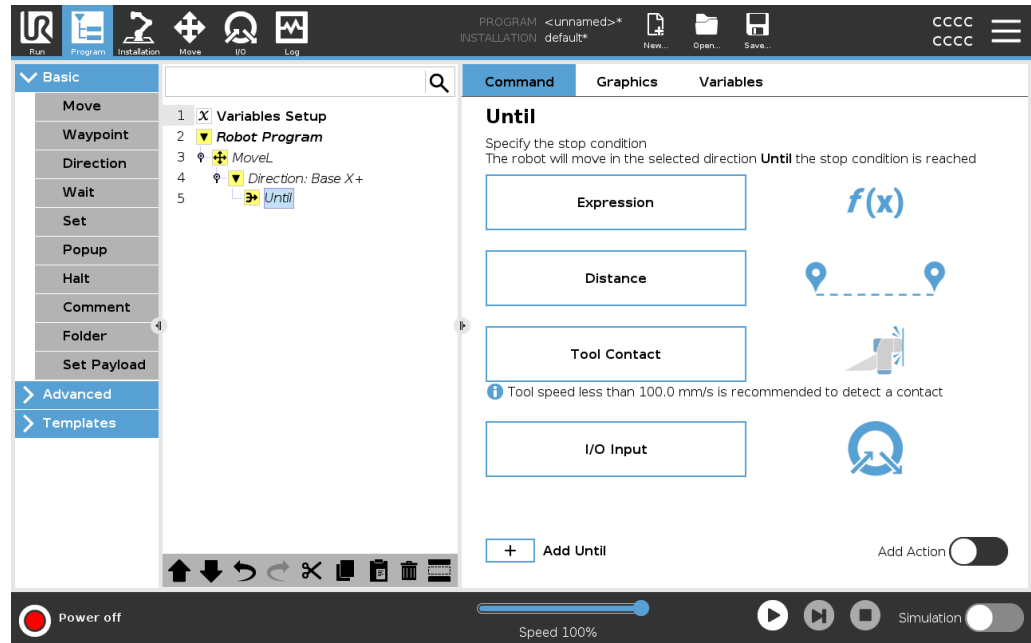 UR
Run
Program
Installation
Move
I/O
Log
PROGRAM <unnamed>*
INSTALLATION default*
New...
Open...
Save...
CCCC
CCCC
Basic
Move
Waypoint
Direction
Wait
Set
Popup
Halt
Comment
Folder
Set Payload
Advanced
Templates
1 X Variables Setup
2 Robot Program
3 MoveL
4 Direction: Base X+
5 Until
Command Graphics Variables
Until
Specify the stop condition
The robot will move in the selected direction Until the stop condition is reached
Expression f(x)
Distance
Tool Contact
Tool speed less than 100.0 mm/s is recommended to detect a contact
I/O Input
+ Add Until
Add Action
Power off
Speed 100%
Simulation